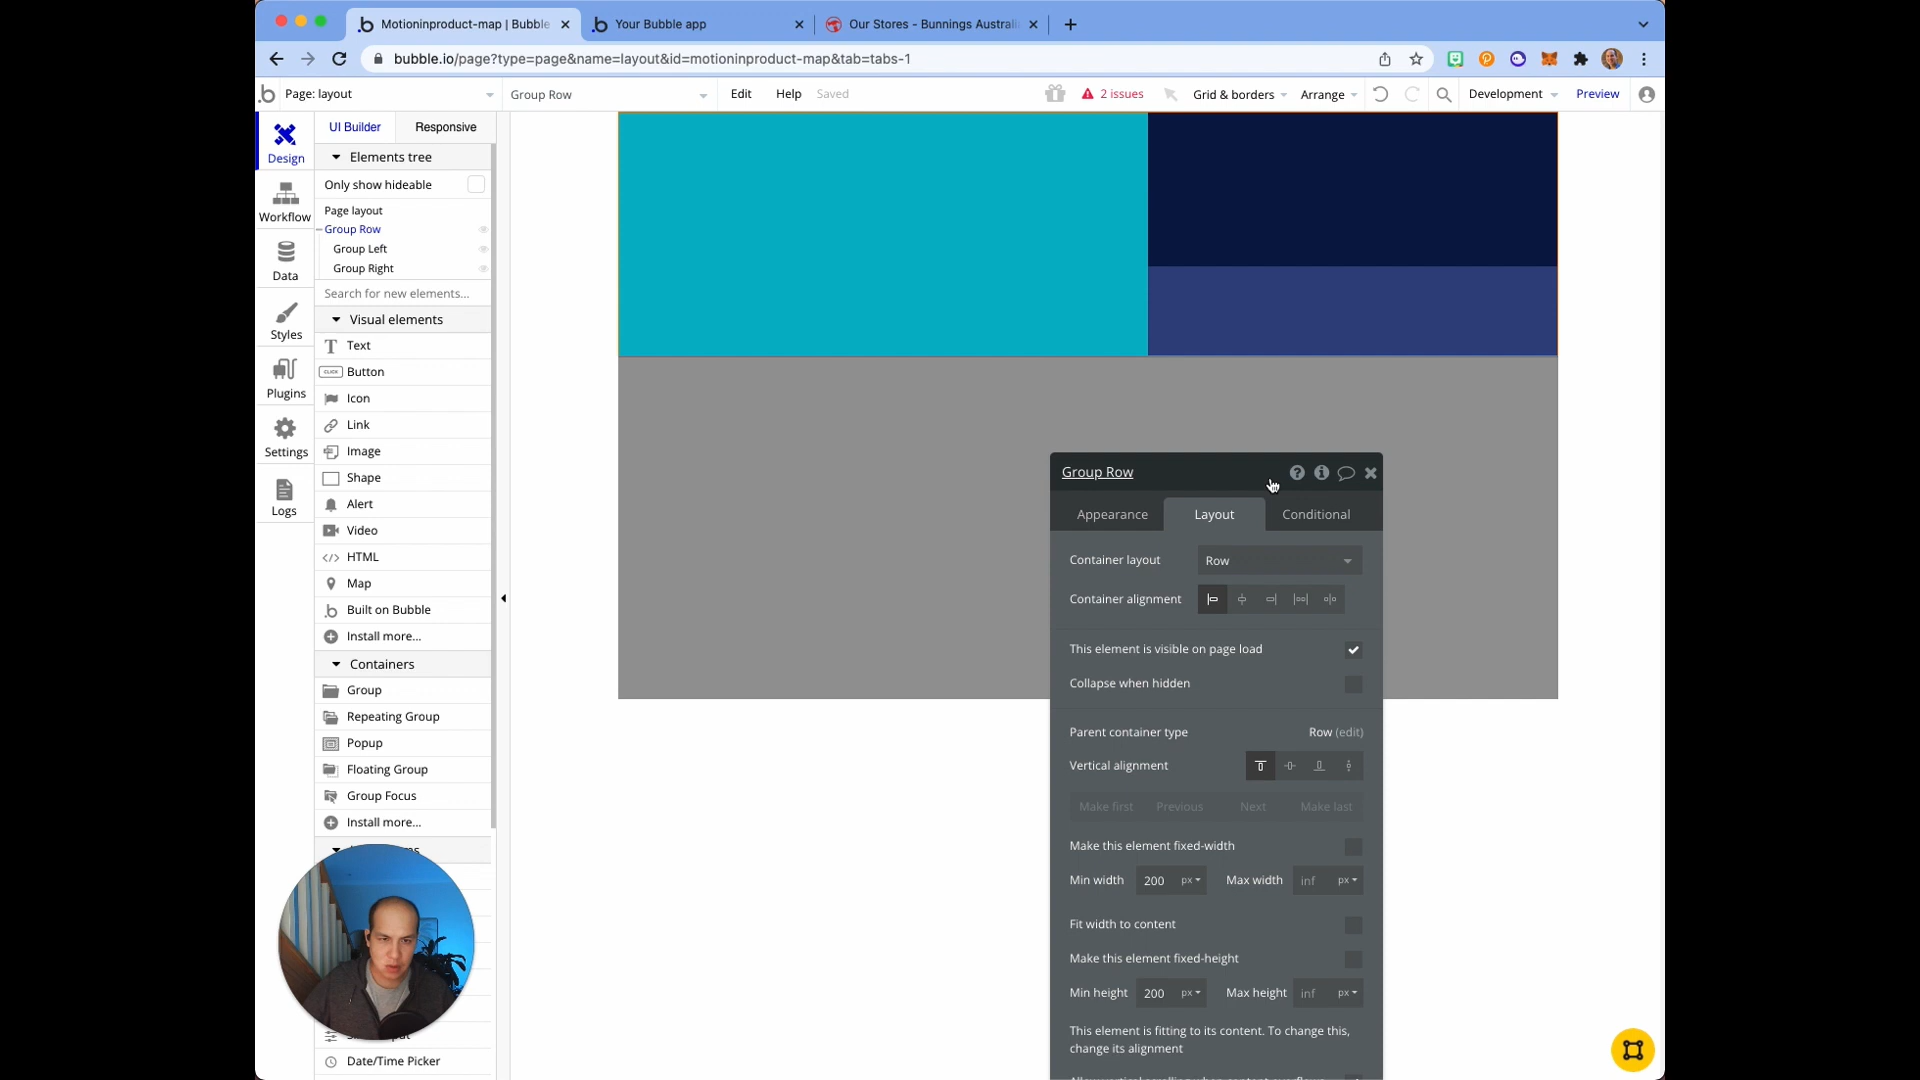 Motioninproduct-map | Bubble
Your Bubble app
Our Stores - Bunnings Australi
bubble.io/page?type=page&name=layout&id=motioninproduct-map&tab=tabs-1
Page: layout
Group Row
Edit
Help
Saved
2 issues
Grid & borders
Arrange
Development
Preview
Design
Workflow
Data
Styles
Plugins
Settings
Logs
UI Builder
Responsive
Elements tree
Only show hideable
Page layout
Group Row
Group Left
Group Right
Search for new elements...
Visual elements
Text
CLICK Button
Icon
Link
Image
Shape
Alert
Video
HTML
Map
Built on Bubble
Install more...
Containers
Group
Repeating Group
Popup
Floating Group
Group Focus
Install more...
Date/Time Picker
Group Row
Appearance
Layout
Conditional
Container layout
Row
Container alignment
This element is visible on page load
Collapse when hidden
Parent container type
Row (edit)
Vertical alignment
Make first
Previous
Next
Make last
Make this element fixed-width
Min width
200
px
Max width
inf
px
Fit width to content
Make this element fixed-height
Min height
200
px
Max height
inf
px
This element is fitting to its content. To change this,
change its alignment